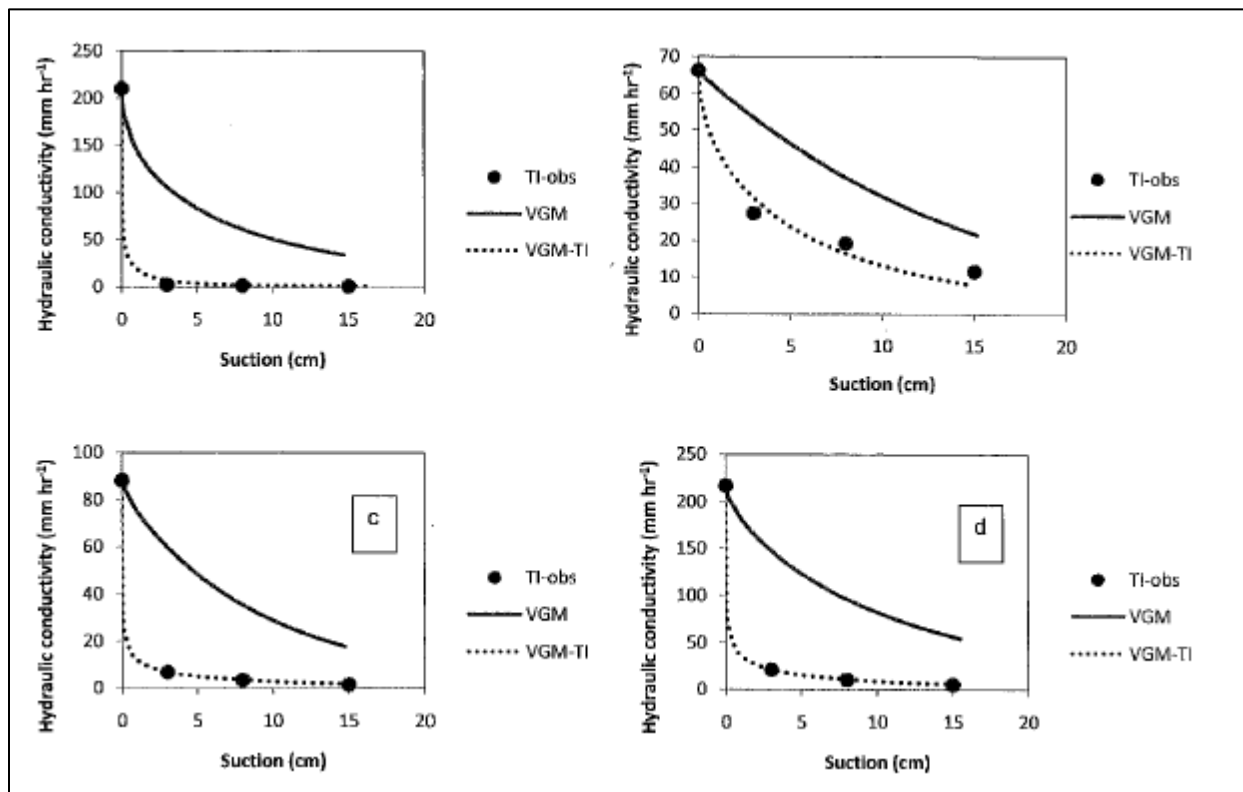 Hydraulic conductivity (mm hr⁻¹)
250
200
150
100
50
0
0 5 10 15 20
Suction (cm)
TI-obs
VGM
VGM-TI
Hydraulic conductivity (mm hr⁻¹)
70
60
50
40
30
20
10
0
0 5 10 15 20
Suction (cm)
TI-obs
VGM
VGM-TI
Hydraulic conductivity (mm hr⁻¹)
100
80
60
40
20
0
0 5 10 15 20
Suction (cm)
c
TI-obs
VGM
VGM-TI
Hydraulic conductivity (mm hr⁻¹)
250
200
150
100
50
0
0 5 10 15 20
Suction (cm)
d
TI-obs
VGM
VGM-TI